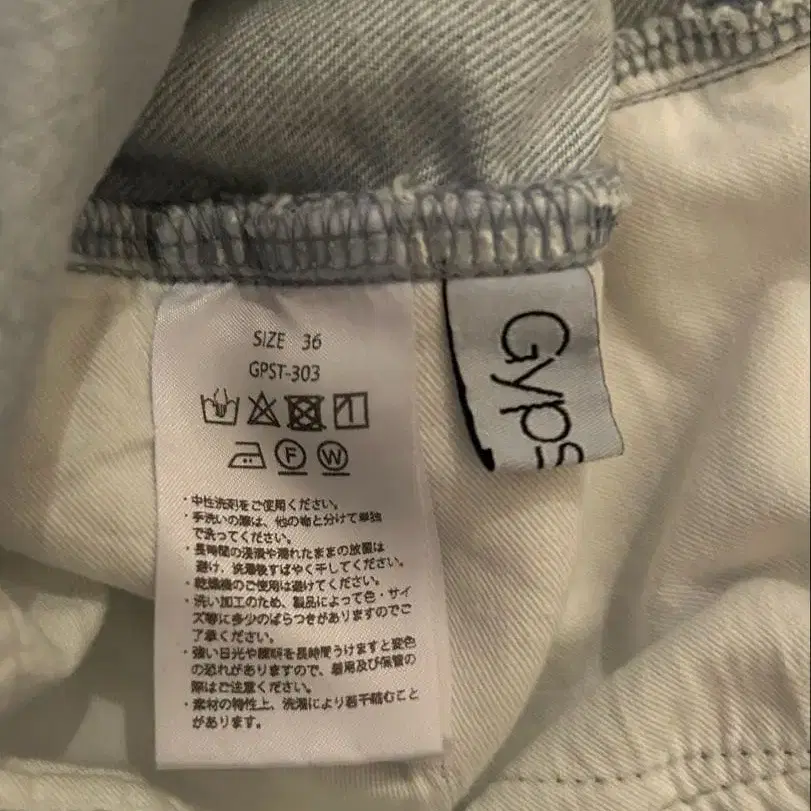 SIZE 36
GPST-303
F W
・中性洗剤をご使用ください。
・手洗いの際は、他の物と分けて単独
で洗ってください。
・長時間の浸漬や濡れたままの放置は
避け、洗濯後すばやく干してください。
・乾燥機のご使用は避けてください。
・洗い加工のため、製品によって色・サイ
ズ等に多少のばらつきがありますのでご
了承ください。
・強い日光や照明を長時間うけますと変色
の恐れがありますので、着用及び保管の
際はご注意ください。
・素材の特性上、洗濯により若干縮むこと
があります。
Gyps